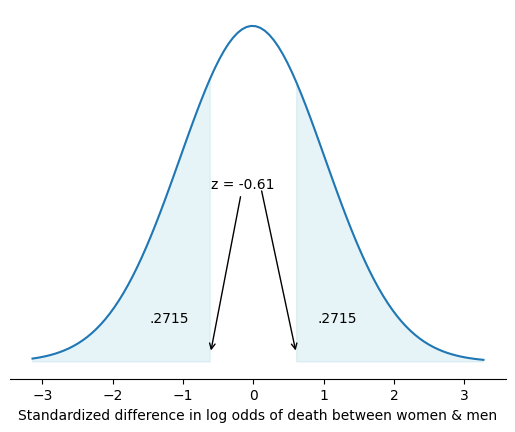 z = -0.61
.2715 .2715
−3 −2 −1 0 1 2 3
Standardized difference in log odds of death between women & men